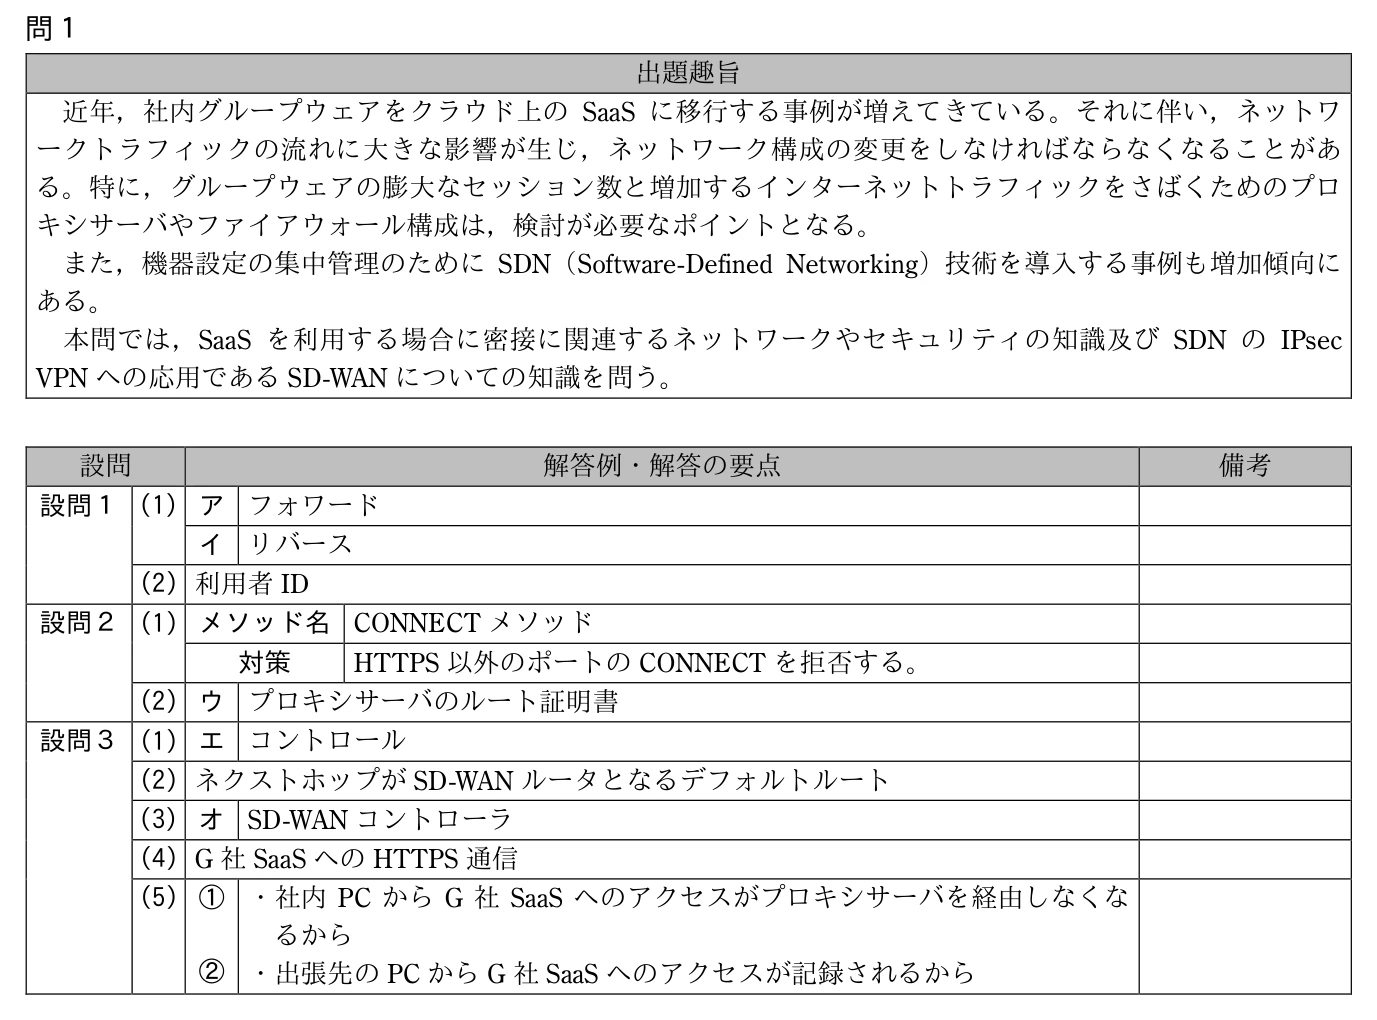 問1
出題趣旨
近年，社内グループウェアをクラウド上の SaaS に移行する事例が増えてきている。それに伴い，ネットワ
ークトラフィックの流れに大きな影響が生じ，ネットワーク構成の変更をしなければならなくなることがあ
る。特に，グループウェアの膨大なセッション数と増加するインターネットトラフィックをさばくためのプロ
キシサーバやファイアウォール構成は，検討が必要なポイントとなる。
また，機器設定の集中管理のために SDN（Software-Defined Networking）技術を導入する事例も増加傾向に
ある。
本問では，SaaS を利用する場合に密接に関連するネットワークやセキュリティの知識及び SDN の IPsec
VPN への応用である SD-WAN についての知識を問う。
設問 解答例・解答の要点 備考
設問1 (1) ア フォワード
イ リバース
(2) 利用者 ID
設問2 (1) メソッド名 CONNECT メソッド
対策 HTTPS 以外のポートの CONNECT を拒否する。
(2) ウ プロキシサーバのルート証明書
設問3 (1) エ コントロール
(2) ネクストホップが SD-WAN ルータとなるデフォルトルート
(3) オ SD-WAN コントローラ
(4) G 社 SaaS への HTTPS 通信
(5) ① ・社内 PC から G 社 SaaS へのアクセスがプロキシサーバを経由しなくな
るから
② ・出張先の PC から G 社 SaaS へのアクセスが記録されるから